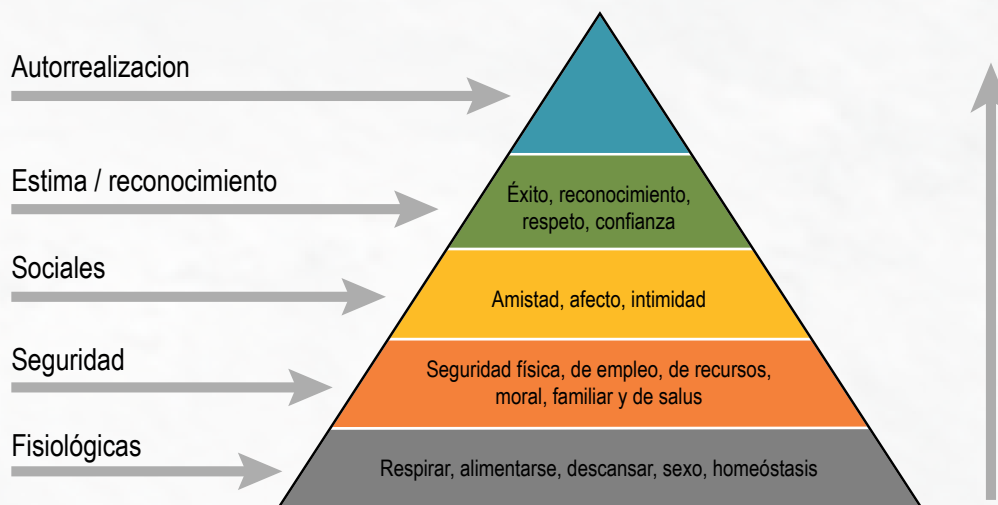 Autorrealizacion
Estima / reconocimiento
Éxito, reconocimiento,
respeto, confianza
Sociales
Amistad, afecto, intimidad
Seguridad
Seguridad física, de empleo, de recursos,
moral, familiar y de salus
Fisiológicas
Respirar, alimentarse, descansar, sexo, homeóstasis